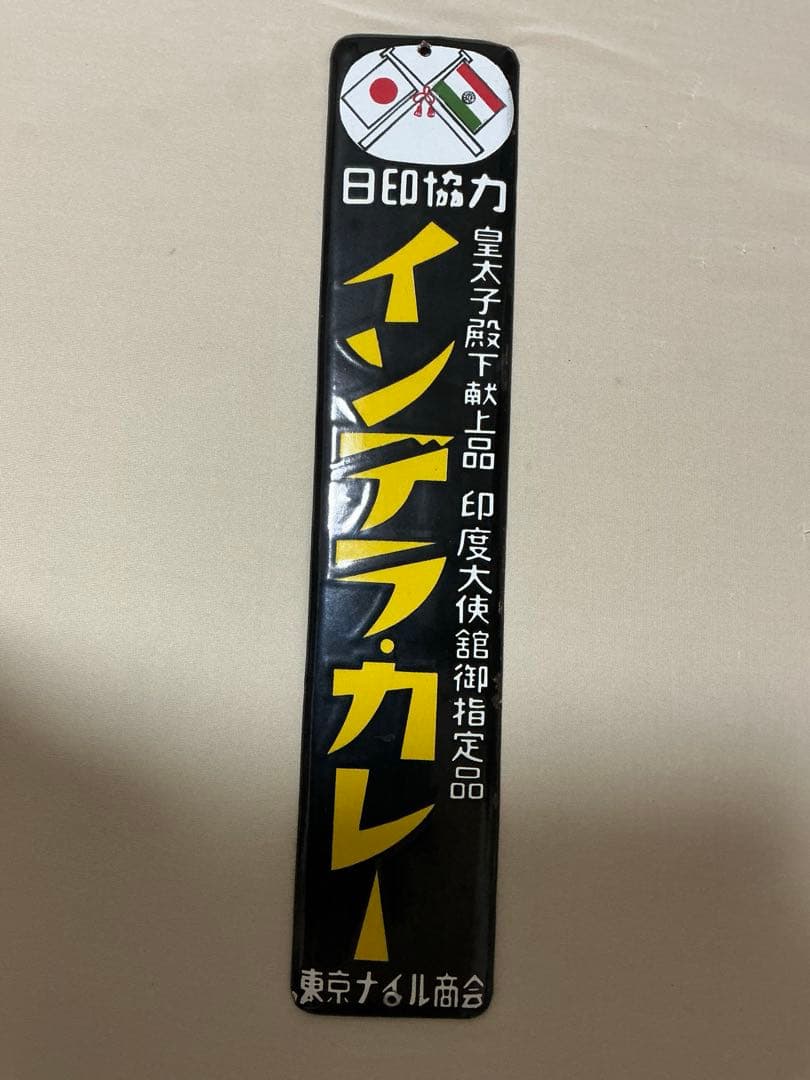 日印協力
皇太子殿下献上品 印度大使舘御指定品
インデラ・カレー
東京ナイル商会